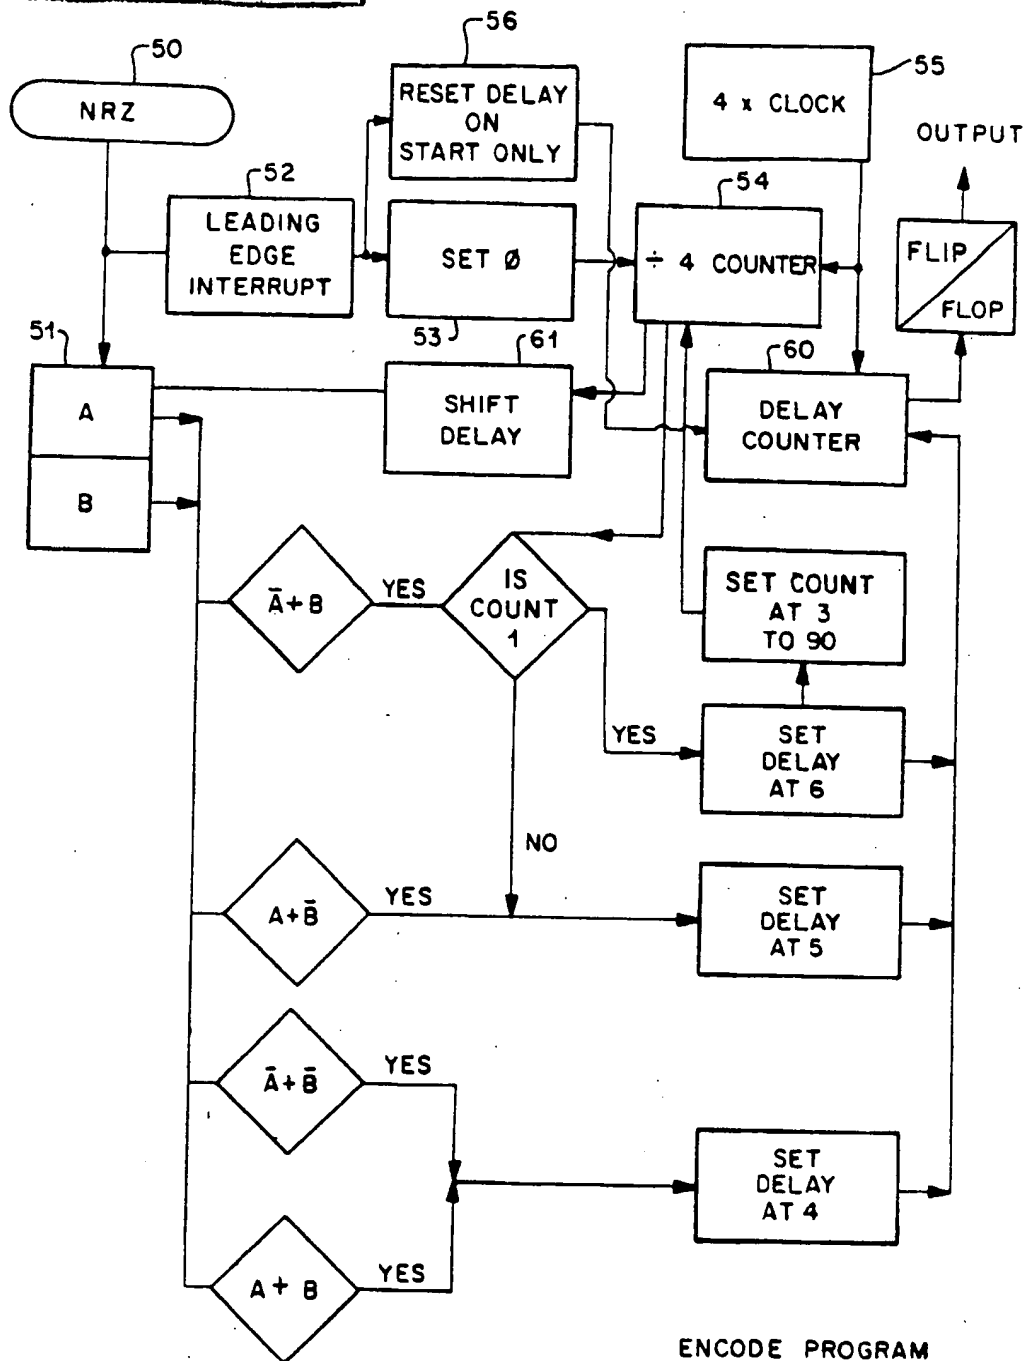 50
NRZ
56
RESET DELAY
ON
START ONLY
55
4 x CLOCK
OUTPUT
52
LEADING
EDGE
INTERRUPT
SET Ø
53
54
÷ 4 COUNTER
FLIP
FLOP
51
A
B
61
SHIFT
DELAY
60
DELAY
COUNTER
Ā+B
YES
IS
COUNT
1
SET COUNT
AT 3
TO 90
YES
SET
DELAY
AT 6
NO
A+B̄
YES
SET
DELAY
AT 5
Ā+B̄
YES
SET
DELAY
AT 4
A + B
YES
ENCODE PROGRAM